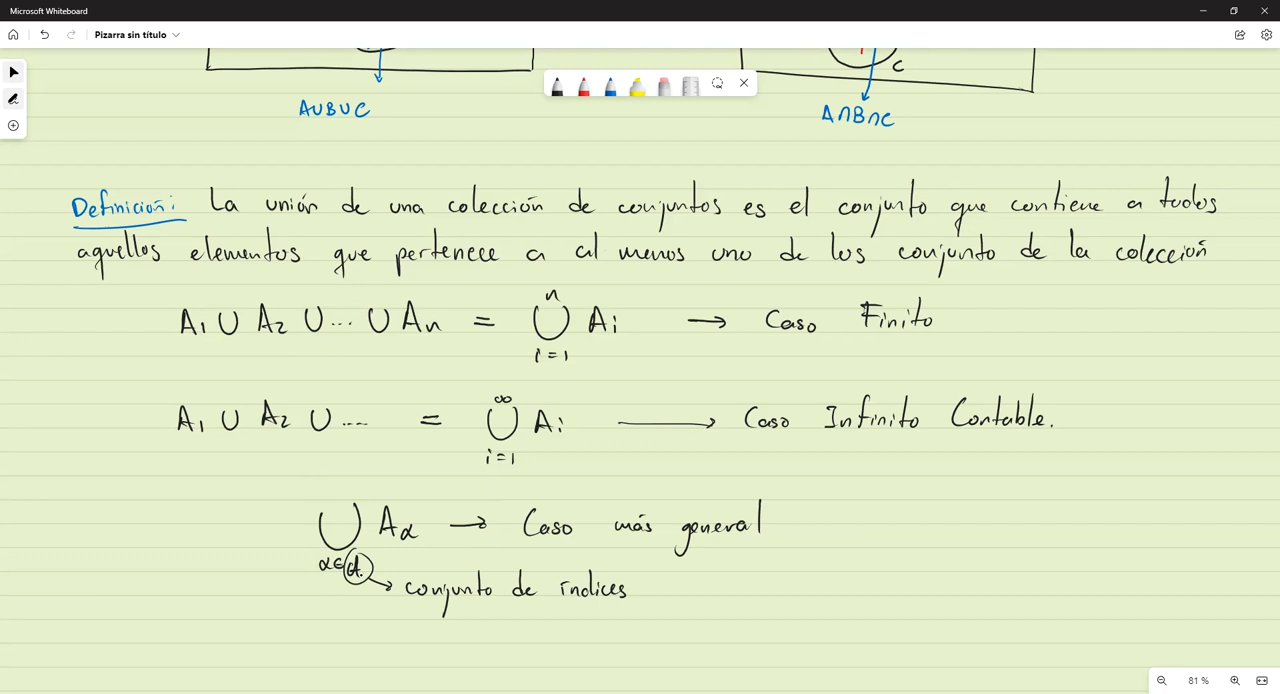 Microsoft Whiteboard
Pizarra sin título
C
A∪B∪C
A∩B∩C
Definición: La unión de una colección de conjuntos es el conjunto que contiene a todos
aquellos elementos que pertenece a al menos uno de los conjunto de la colección
A₁ ∪ A₂ ∪ ... ∪ Aₙ = ⋃ᵢ₌₁ⁿ Aᵢ → Caso Finito
A₁ ∪ A₂ ∪ .... = ⋃ᵢ₌₁^∞ Aᵢ → Caso Infinito Contable.
⋃_{α∈𝒜} A_α → Caso más general
→ conjunto de índices
81 %